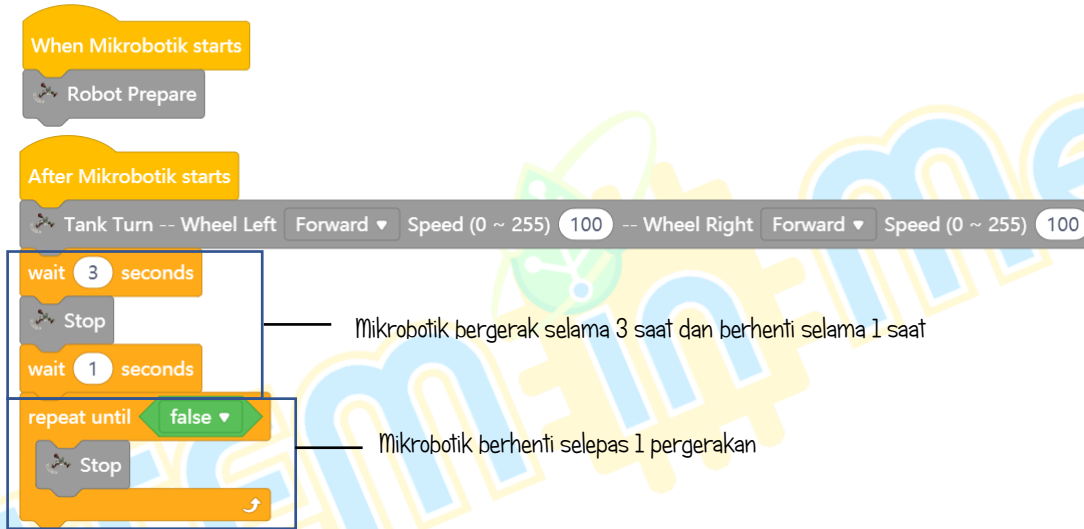 When Mikrobotik starts
Robot Prepare
After Mikrobotik starts
Tank Turn -- Wheel Left Forward ▾ Speed (0 ~ 255) 100 -- Wheel Right Forward ▾ Speed (0 ~ 255) 100
wait 3 seconds
Stop
Mikrobotik bergerak selama 3 saat dan berhenti selama 1 saat
wait 1 seconds
repeat until false ▾
Mikrobotik berhenti selepas 1 pergerakan
Stop